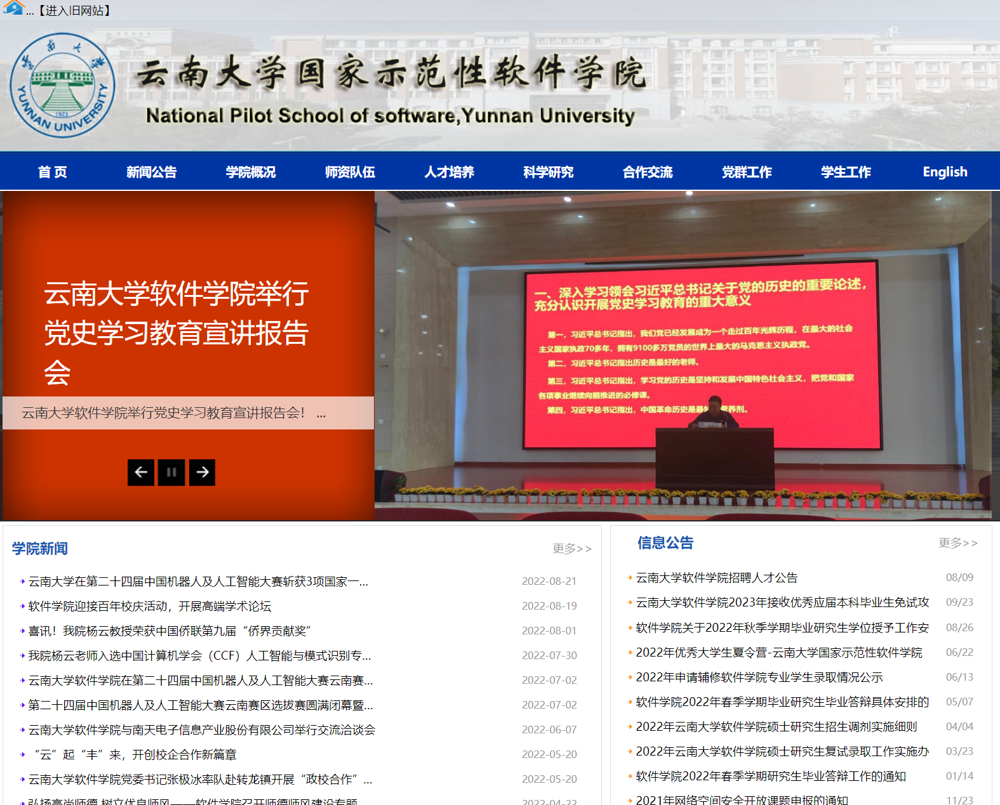 ...【进入旧网站】
云南大学
YUNNAN UNIVERSITY
1923
云南大学国家示范性软件学院
National Pilot School of software,Yunnan University
首 页 新闻公告 学院概况 师资队伍 人才培养 科学研究 合作交流 党群工作 学生工作 English
云南大学软件学院举行
党史学习教育宣讲报告
会
云南大学软件学院举行党史学习教育宣讲报告会！ ...
一、深入学习领会习近平总书记关于党的历史的重要论述，
充分认识开展党史学习教育的重大意义
第一，习近平总书记指出，我们党已经发展成为一个走过百年光辉历程，在最大的社会
主义国家执政70多年，拥有9100多万党员的世界上最大的马克思主义执政党。
第二，习近平总书记指出历史是最好的老师。
第三，习近平总书记指出，学习党的历史是坚持和发展中国特色社会主义，把党和国家
各项事业继续向前推进的必修课。
第四，习近平总书记指出，中国革命历史是最 营养剂。
学院新闻 更多>>
云南大学在第二十四届中国机器人及人工智能大赛斩获3项国家一... 2022-08-21
软件学院迎接百年校庆活动，开展高端学术论坛 2022-08-19
喜讯！我院杨云教授荣获中国侨联第九届“侨界贡献奖” 2022-08-01
我院杨云老师入选中国计算机学会（CCF）人工智能与模式识别专... 2022-07-30
云南大学软件学院在第二十四届中国机器人及人工智能大赛云南赛... 2022-07-02
第二十四届中国机器人及人工智能大赛云南赛区选拔赛圆满闭幕暨... 2022-07-02
云南大学软件学院与南天电子信息产业股份有限公司举行交流洽谈会 2022-06-07
“云”起“丰”来，开创校企合作新篇章 2022-05-20
云南大学软件学院党委书记张极冰率队赴转龙镇开展“政校合作”... 2022-05-20
弘扬高尚师德 树立优良师风——软件学院召开师德师风建设专题 2022-04-22
信息公告 更多>>
云南大学软件学院招聘人才公告 08/09
云南大学软件学院2023年接收优秀应届本科毕业生免试攻 09/23
软件学院关于2022年秋季学期毕业研究生学位授予工作安 08/26
2022年优秀大学生夏令营-云南大学国家示范性软件学院 06/22
2022年申请辅修软件学院专业学生录取情况公示 06/13
软件学院2022年春季学期毕业研究生毕业答辩具体安排的 05/07
2022年云南大学软件学院硕士研究生招生调剂实施细则 04/04
2022年云南大学软件学院硕士研究生复试录取工作实施办 03/23
软件学院2022年春季学期研究生毕业答辩工作的通知 01/14
2021年网络空间安全开放课题申报的通知 11/23